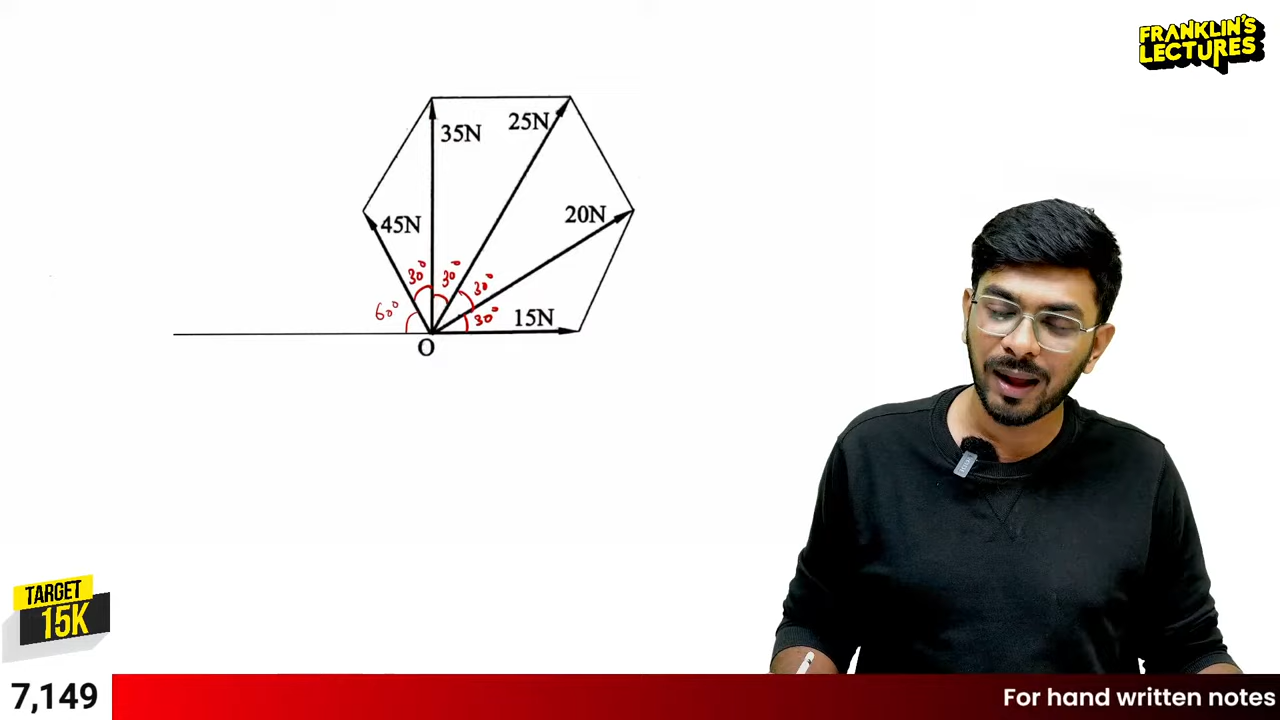 FRANKLIN'S
LECTURES
35N
25N
45N
20N
30°
30°
30°
60°
30°
15N
O
TARGET
15K
7,149
For hand written notes